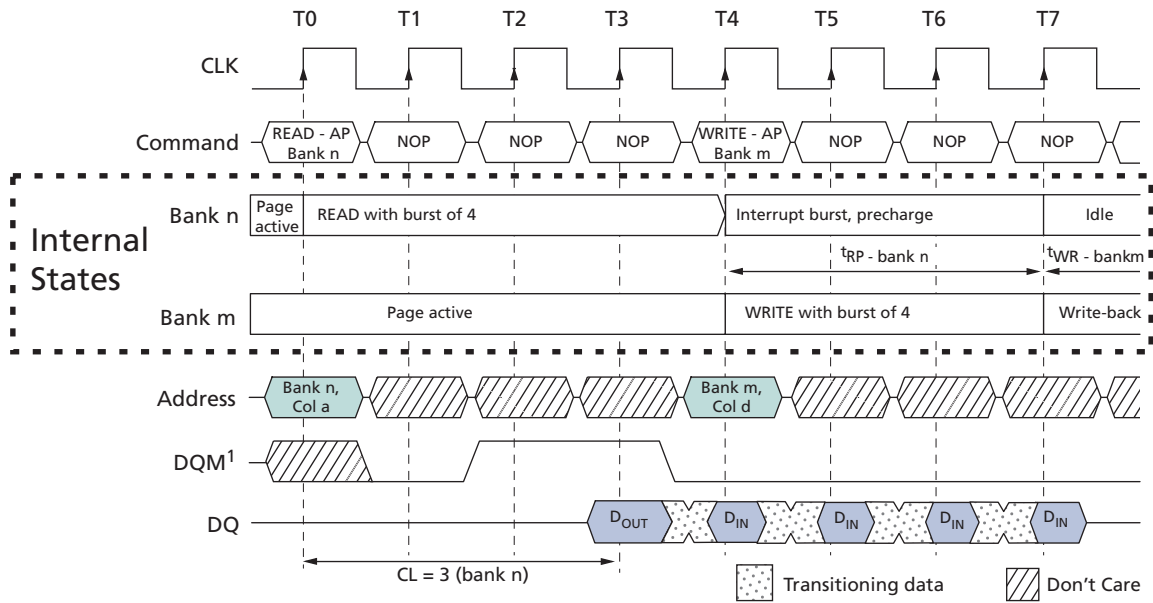 T0 T1 T2 T3 T4 T5 T6 T7
CLK
Command
READ - AP
Bank n
NOP
NOP
NOP
WRITE - AP
Bank m
NOP
NOP
NOP
Internal
States
Bank n
Page
active
READ with burst of 4
Interrupt burst, precharge
Idle
tRP - bank n
tWR - bankm
Bank m
Page active
WRITE with burst of 4
Write-back
Address
Bank n,
Col a
Bank m,
Col d
DQM1
DQ
DOUT
DIN
DIN
DIN
DIN
CL = 3 (bank n)
Transitioning data
Don't Care